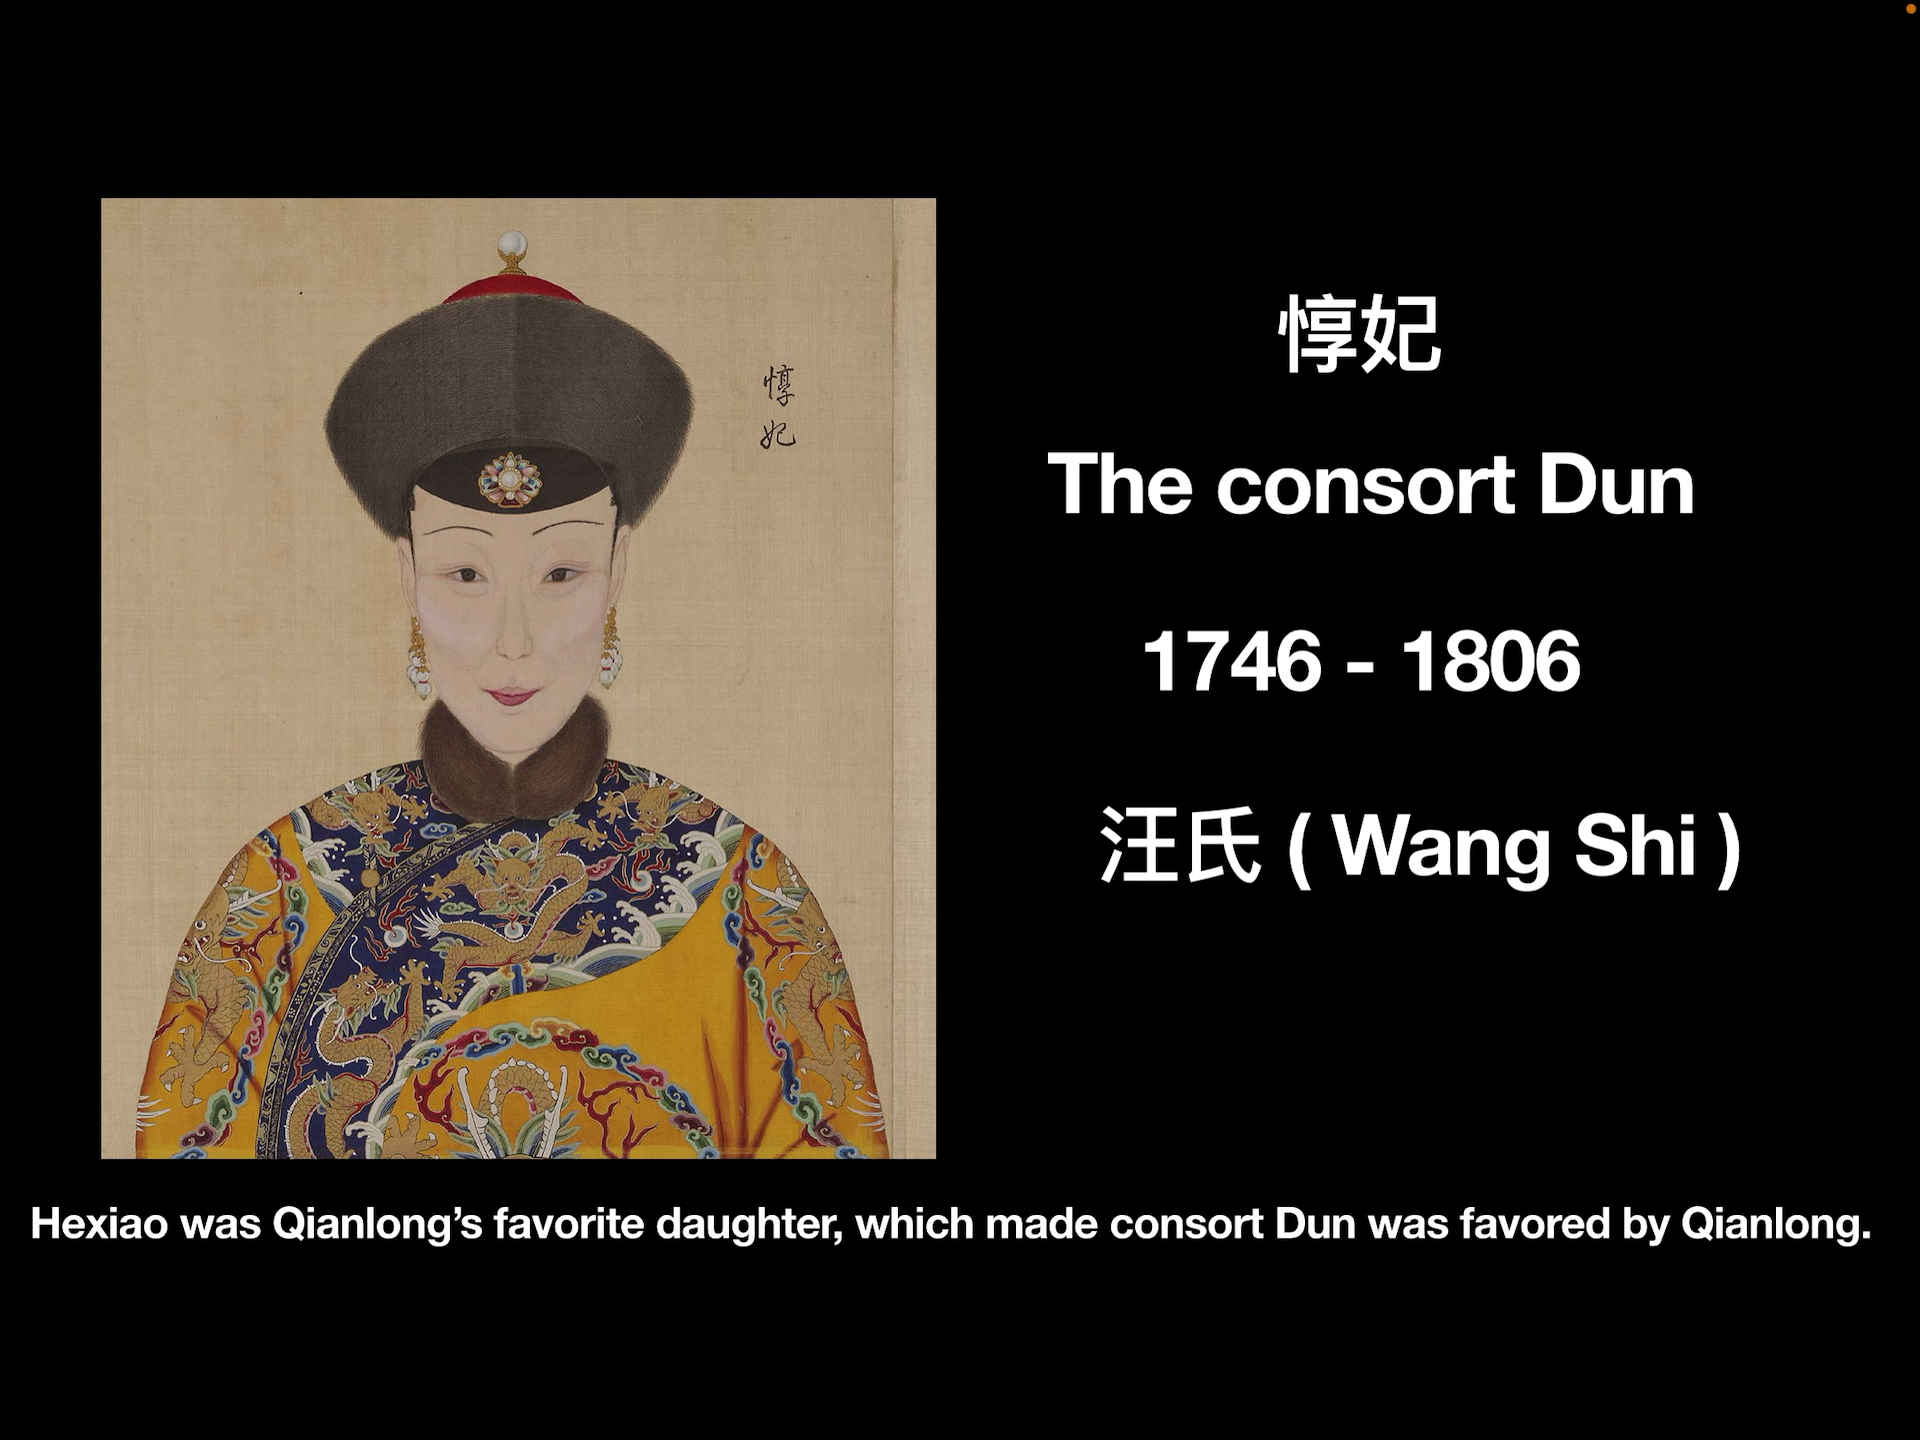 惇妃
惇妃
The consort Dun
1746 - 1806
汪氏 ( Wang Shi )
Hexiao was Qianlong’s favorite daughter, which made consort Dun was favored by Qianlong.